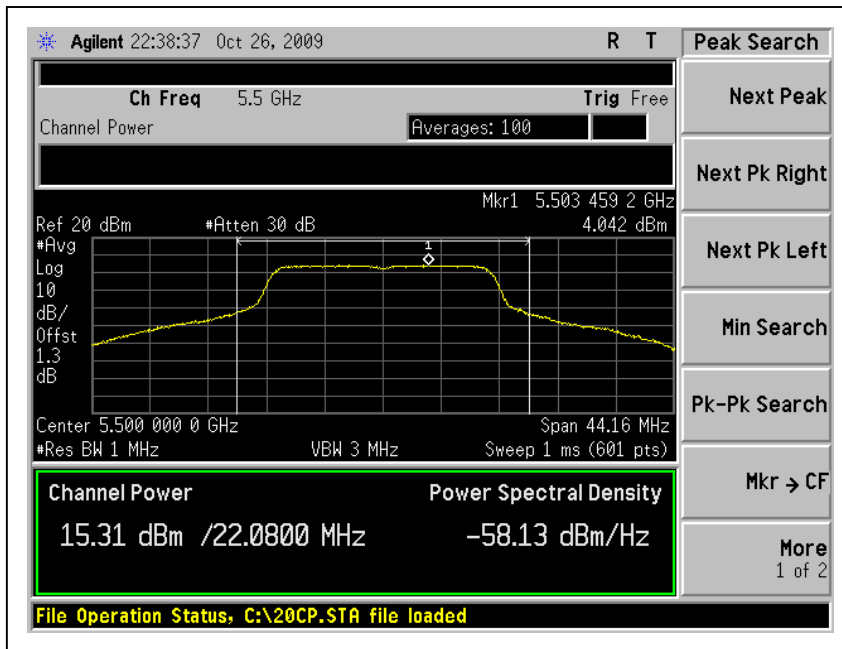 Agilent 22:38:37 Oct 26, 2009 R T
Peak Search
Ch Freq 5.5 GHz Trig Free
Channel Power Averages: 100
Mkr1 5.503 459 2 GHz
Ref 20 dBm #Atten 30 dB 4.042 dBm
#Avg
Log
10
dB/
Offst
1.3
dB
1
Center 5.500 000 0 GHz Span 44.16 MHz
#Res BW 1 MHz VBW 3 MHz Sweep 1 ms (601 pts)
Channel Power Power Spectral Density
15.31 dBm /22.0800 MHz -58.13 dBm/Hz
File Operation Status, C:\20CP.STA file loaded
Next Peak
Next Pk Right
Next Pk Left
Min Search
Pk-Pk Search
Mkr → CF
More
1 of 2